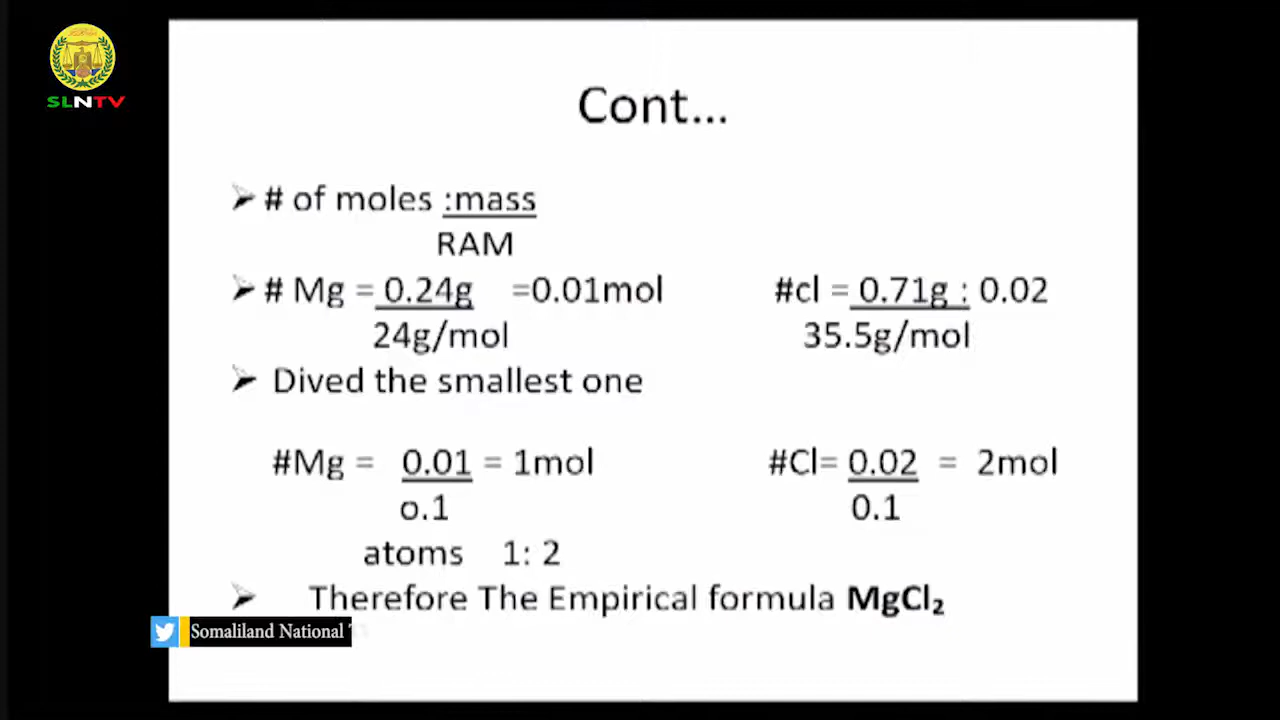 SLNTV
Cont...
➢ # of moles :mass
RAM
➢ # Mg = 0.24g =0.01mol #cl = 0.71g : 0.02
24g/mol 35.5g/mol
➢ Dived the smallest one
#Mg = 0.01 = 1mol #Cl= 0.02 = 2mol
o.1 0.1
atoms 1: 2
➢ Therefore The Empirical formula MgCl₂
Somaliland National